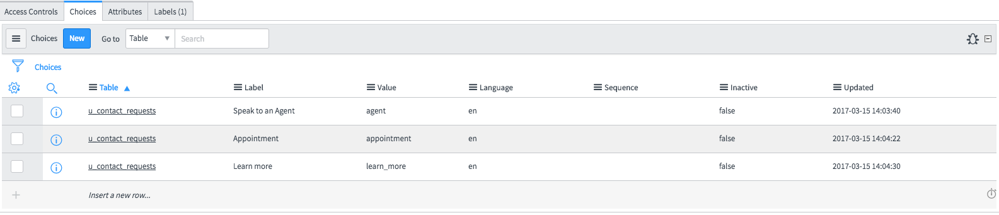 Access Controls Choices Attributes Labels (1)
Choices New Go to Table Search
Choices
Table Label Value Language Sequence Inactive Updated
u_contact_requests Speak to an Agent agent en false 2017-03-15 14:03:40
u_contact_requests Appointment appointment en false 2017-03-15 14:04:22
u_contact_requests Learn more learn_more en false 2017-03-15 14:04:30
Insert a new row...